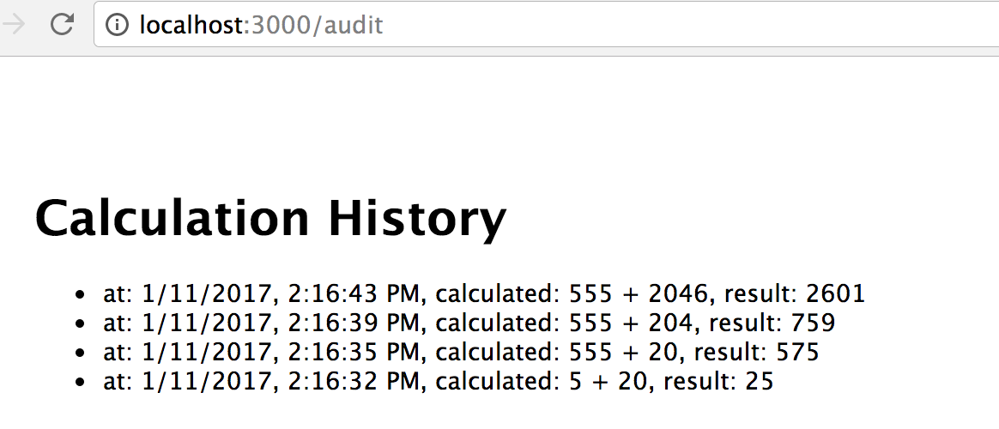 localhost:3000/audit
Calculation History
• at: 1/11/2017, 2:16:43 PM, calculated: 555 + 2046, result: 2601
• at: 1/11/2017, 2:16:39 PM, calculated: 555 + 204, result: 759
• at: 1/11/2017, 2:16:35 PM, calculated: 555 + 20, result: 575
• at: 1/11/2017, 2:16:32 PM, calculated: 5 + 20, result: 25